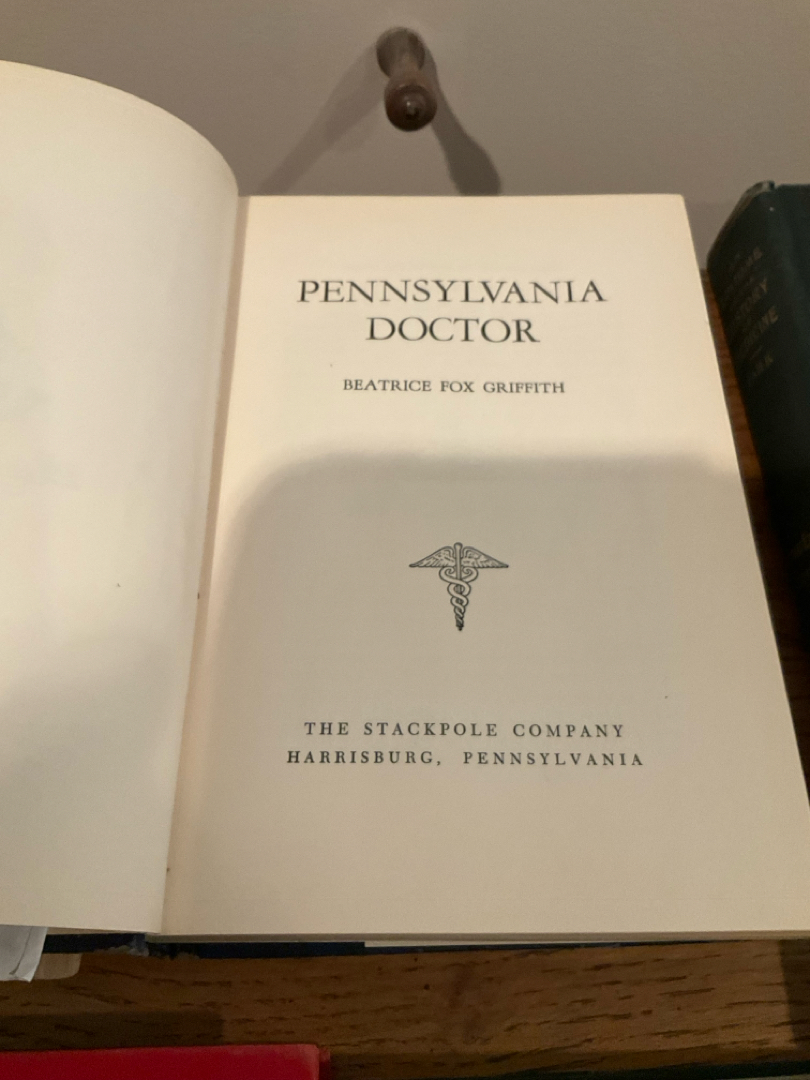 PENNSYLVANIA
DOCTOR
BEATRICE FOX GRIFFITH
THE STACKPOLE COMPANY
HARRISBURG, PENNSYLVANIA